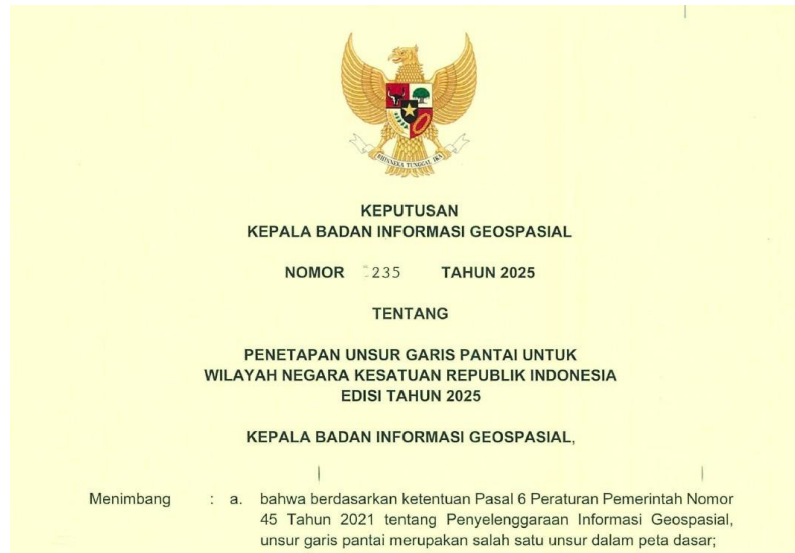 BHINNEKA TUNGGAL IKA
KEPUTUSAN
KEPALA BADAN INFORMASI GEOSPASIAL
NOMOR 235 TAHUN 2025
TENTANG
PENETAPAN UNSUR GARIS PANTAI UNTUK
WILAYAH NEGARA KESATUAN REPUBLIK INDONESIA
EDISI TAHUN 2025
KEPALA BADAN INFORMASI GEOSPASIAL,
Menimbang : a. bahwa berdasarkan ketentuan Pasal 6 Peraturan Pemerintah Nomor
45 Tahun 2021 tentang Penyelenggaraan Informasi Geospasial,
unsur garis pantai merupakan salah satu unsur dalam peta dasar;